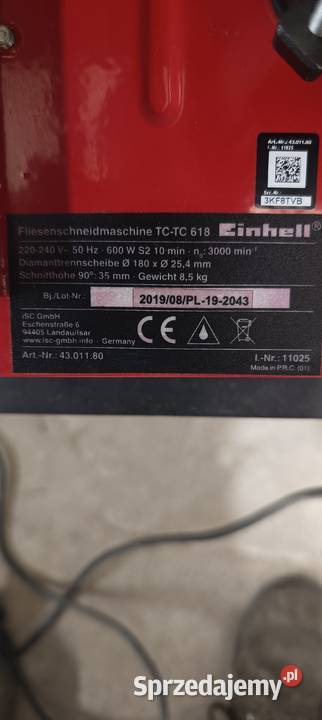 Art.-Nr.: 43.011.80
I.-Nr.: 11025
Ser.-Nr.:
3KF8TVB
Fliesenschneidmaschine TC-TC 618 Einhell®
220-240 V~ 50 Hz · 600 W S2 10 min · n₀: 3000 min⁻¹
Diamanttrennscheibe Ø 180 x Ø 25,4 mm
Schnitthöhe 90°: 35 mm · Gewicht 8,5 kg
Bj./Lot-Nr.: 2019/08/PL-19-2043
iSC GmbH
Eschenstraße 6
94405 Landau/Isar
www.isc-gmbh.info · Germany
CE
Art.-Nr.: 43.011.80
I.-Nr.: 11025
Made in P.R.C. (01)
Sprzedajemy.pl